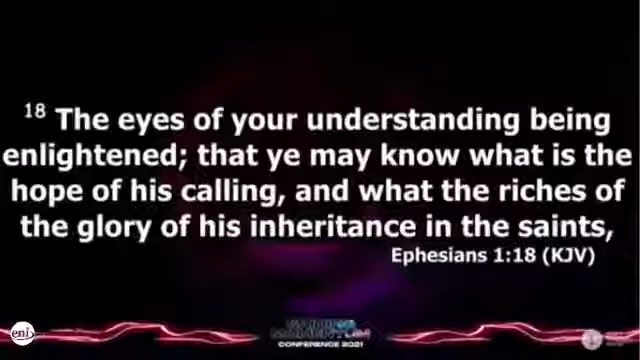 18 The eyes of your understanding being
enlightened; that ye may know what is the
hope of his calling, and what the riches of
the glory of his inheritance in the saints,
Ephesians 1:18 (KJV)
eni
MOMENTUM
CONFERENCE 2021